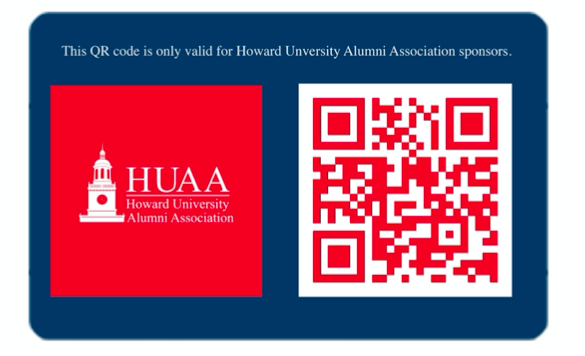 This QR code is only valid for Howard Unversity Alumni Association sponsors.
HUAA
Howard University
Alumni Association